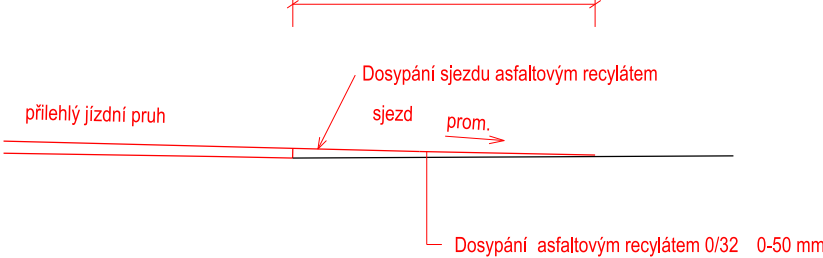 Dosypání sjezdu asfaltovým recylátem
přilehlý jízdní pruh
sjezd
prom.
Dosypání asfaltovým recylátem 0/32 0-50 mm